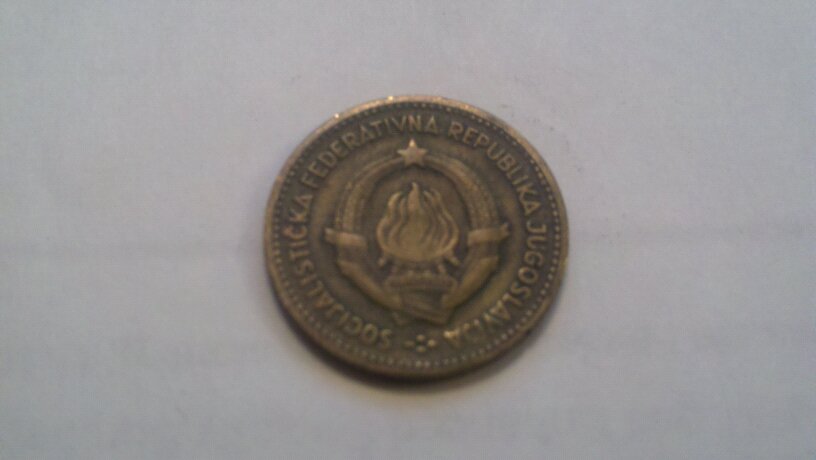 SOCIJALISTIČKA FEDERATIVNA REPUBLIKA JUGOSLAVIJA